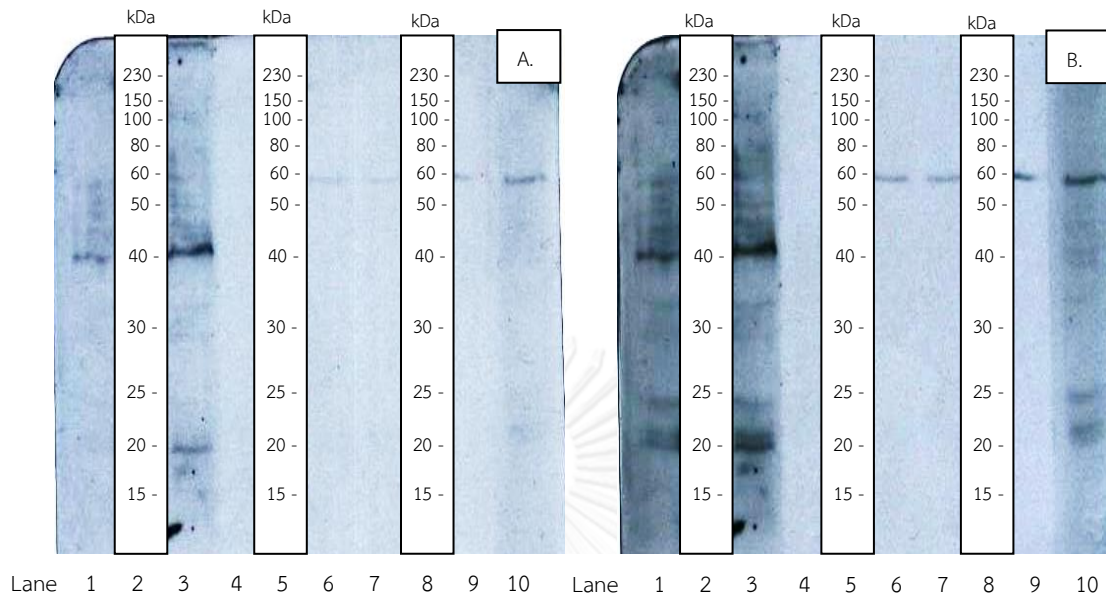 kDa kDa kDa kDa kDa kDa
A. B.
230 - 230 - 230 - 230 - 230 - 230 -
150 - 150 - 150 - 150 - 150 - 150 -
100 - 100 - 100 - 100 - 100 - 100 -
80 - 80 - 80 - 80 - 80 - 80 -
60 - 60 - 60 - 60 - 60 - 60 -
50 - 50 - 50 - 50 - 50 - 50 -
40 - 40 - 40 - 40 - 40 - 40 -
30 - 30 - 30 - 30 - 30 - 30 -
25 - 25 - 25 - 25 - 25 - 25 -
20 - 20 - 20 - 20 - 20 - 20 -
15 - 15 - 15 - 15 - 15 - 15 -
Lane 1 2 3 4 5 6 7 8 9 10 Lane 1 2 3 4 5 6 7 8 9 10